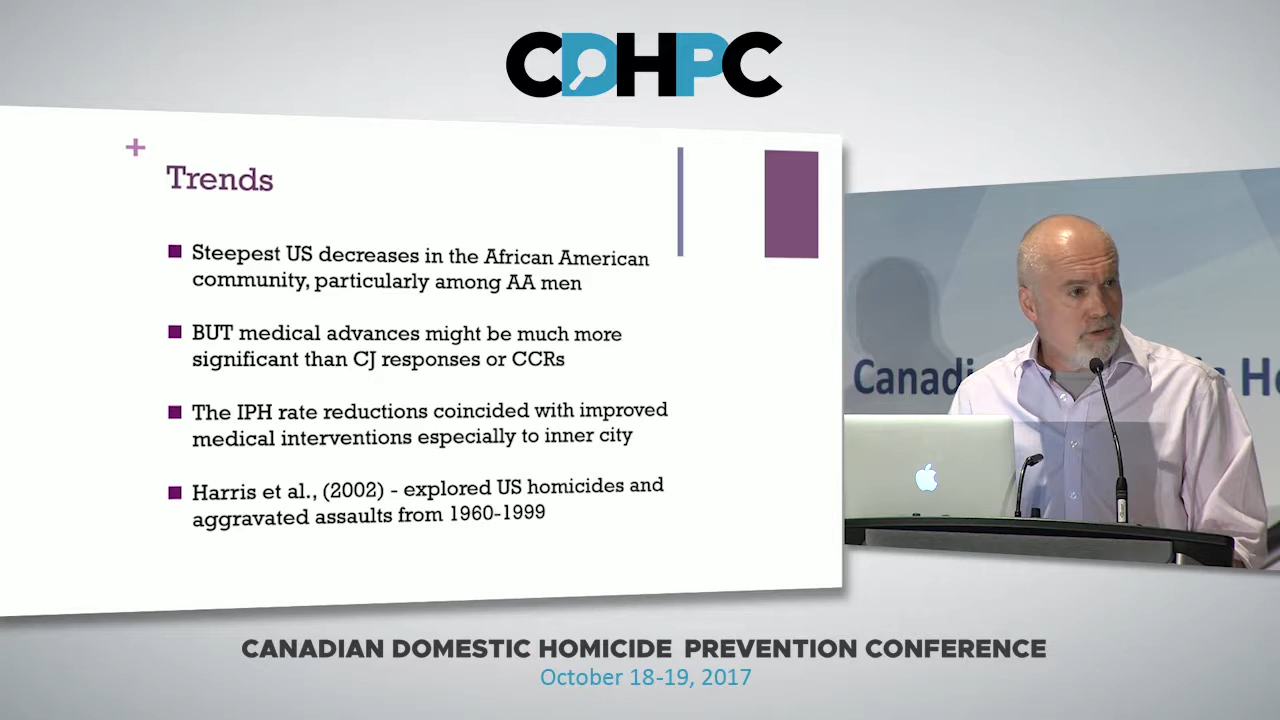 CDHPC
+
Trends
Steepest US decreases in the African American
community, particularly among AA men
BUT medical advances might be much more
significant than CJ responses or CCRs
The IPH rate reductions coincided with improved
medical interventions especially to inner city
Harris et al., (2002) - explored US homicides and
aggravated assaults from 1960-1999
Canadi
Ho
CANADIAN DOMESTIC HOMICIDE PREVENTION CONFERENCE
October 18-19, 2017